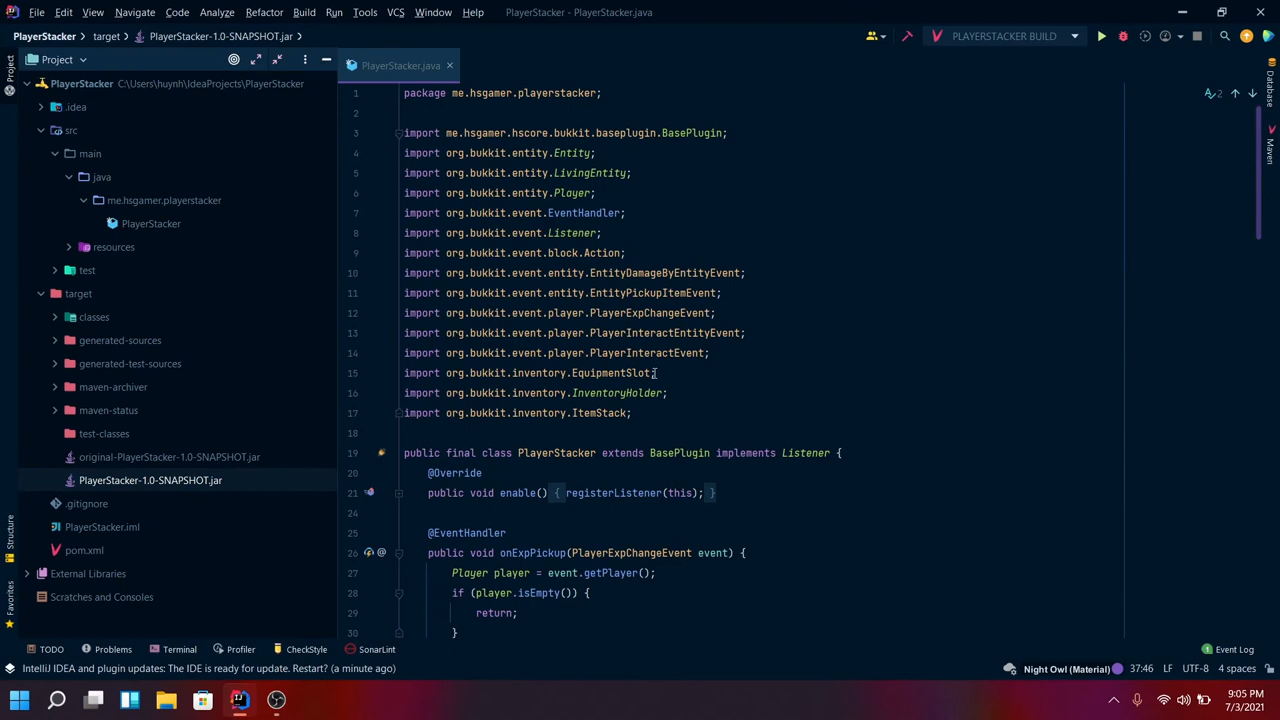 File Edit View Navigate Code Analyze Refactor Build Run Tools VCS Window Help PlayerStacker - PlayerStacker.java
PlayerStacker target PlayerStacker-1.0-SNAPSHOT.jar PLAYERSTACKER BUILD
Project
PlayerStacker C:\Users\huynh\IdeaProjects\PlayerStacker
.idea
src
main
java
me.hsgamer.playerstacker
PlayerStacker
resources
test
target
classes
generated-sources
generated-test-sources
maven-archiver
maven-status
test-classes
original-PlayerStacker-1.0-SNAPSHOT.jar
PlayerStacker-1.0-SNAPSHOT.jar
.gitignore
PlayerStacker.iml
pom.xml
External Libraries
Scratches and Consoles
Project
Structure
Favorites
PlayerStacker.java
2
1 package me.hsgamer.playerstacker;
2
3 import me.hsgamer.hscore.bukkit.baseplugin.BasePlugin;
4 import org.bukkit.entity.Entity;
5 import org.bukkit.entity.LivingEntity;
6 import org.bukkit.entity.Player;
7 import org.bukkit.event.EventHandler;
8 import org.bukkit.event.Listener;
9 import org.bukkit.event.block.Action;
10 import org.bukkit.event.entity.EntityDamageByEntityEvent;
11 import org.bukkit.event.entity.EntityPickupItemEvent;
12 import org.bukkit.event.player.PlayerExpChangeEvent;
13 import org.bukkit.event.player.PlayerInteractEntityEvent;
14 import org.bukkit.event.player.PlayerInteractEvent;
15 import org.bukkit.inventory.EquipmentSlot;
16 import org.bukkit.inventory.InventoryHolder;
17 import org.bukkit.inventory.ItemStack;
18
19 public final class PlayerStacker extends BasePlugin implements Listener {
20 @Override
21 public void enable() { registerListener(this); }
24
25 @EventHandler
26 public void onExpPickup(PlayerExpChangeEvent event) {
27 Player player = event.getPlayer();
28 if (player.isEmpty()) {
29 return;
30 }
Database
Maven
TODO Problems Terminal Profiler CheckStyle SonarLint 1 Event Log
IntelliJ IDEA and plugin updates: The IDE is ready for update. Restart? (a minute ago) Night Owl (Material) 37:46 LF UTF-8 4 spaces
9:05 PM
7/3/2021